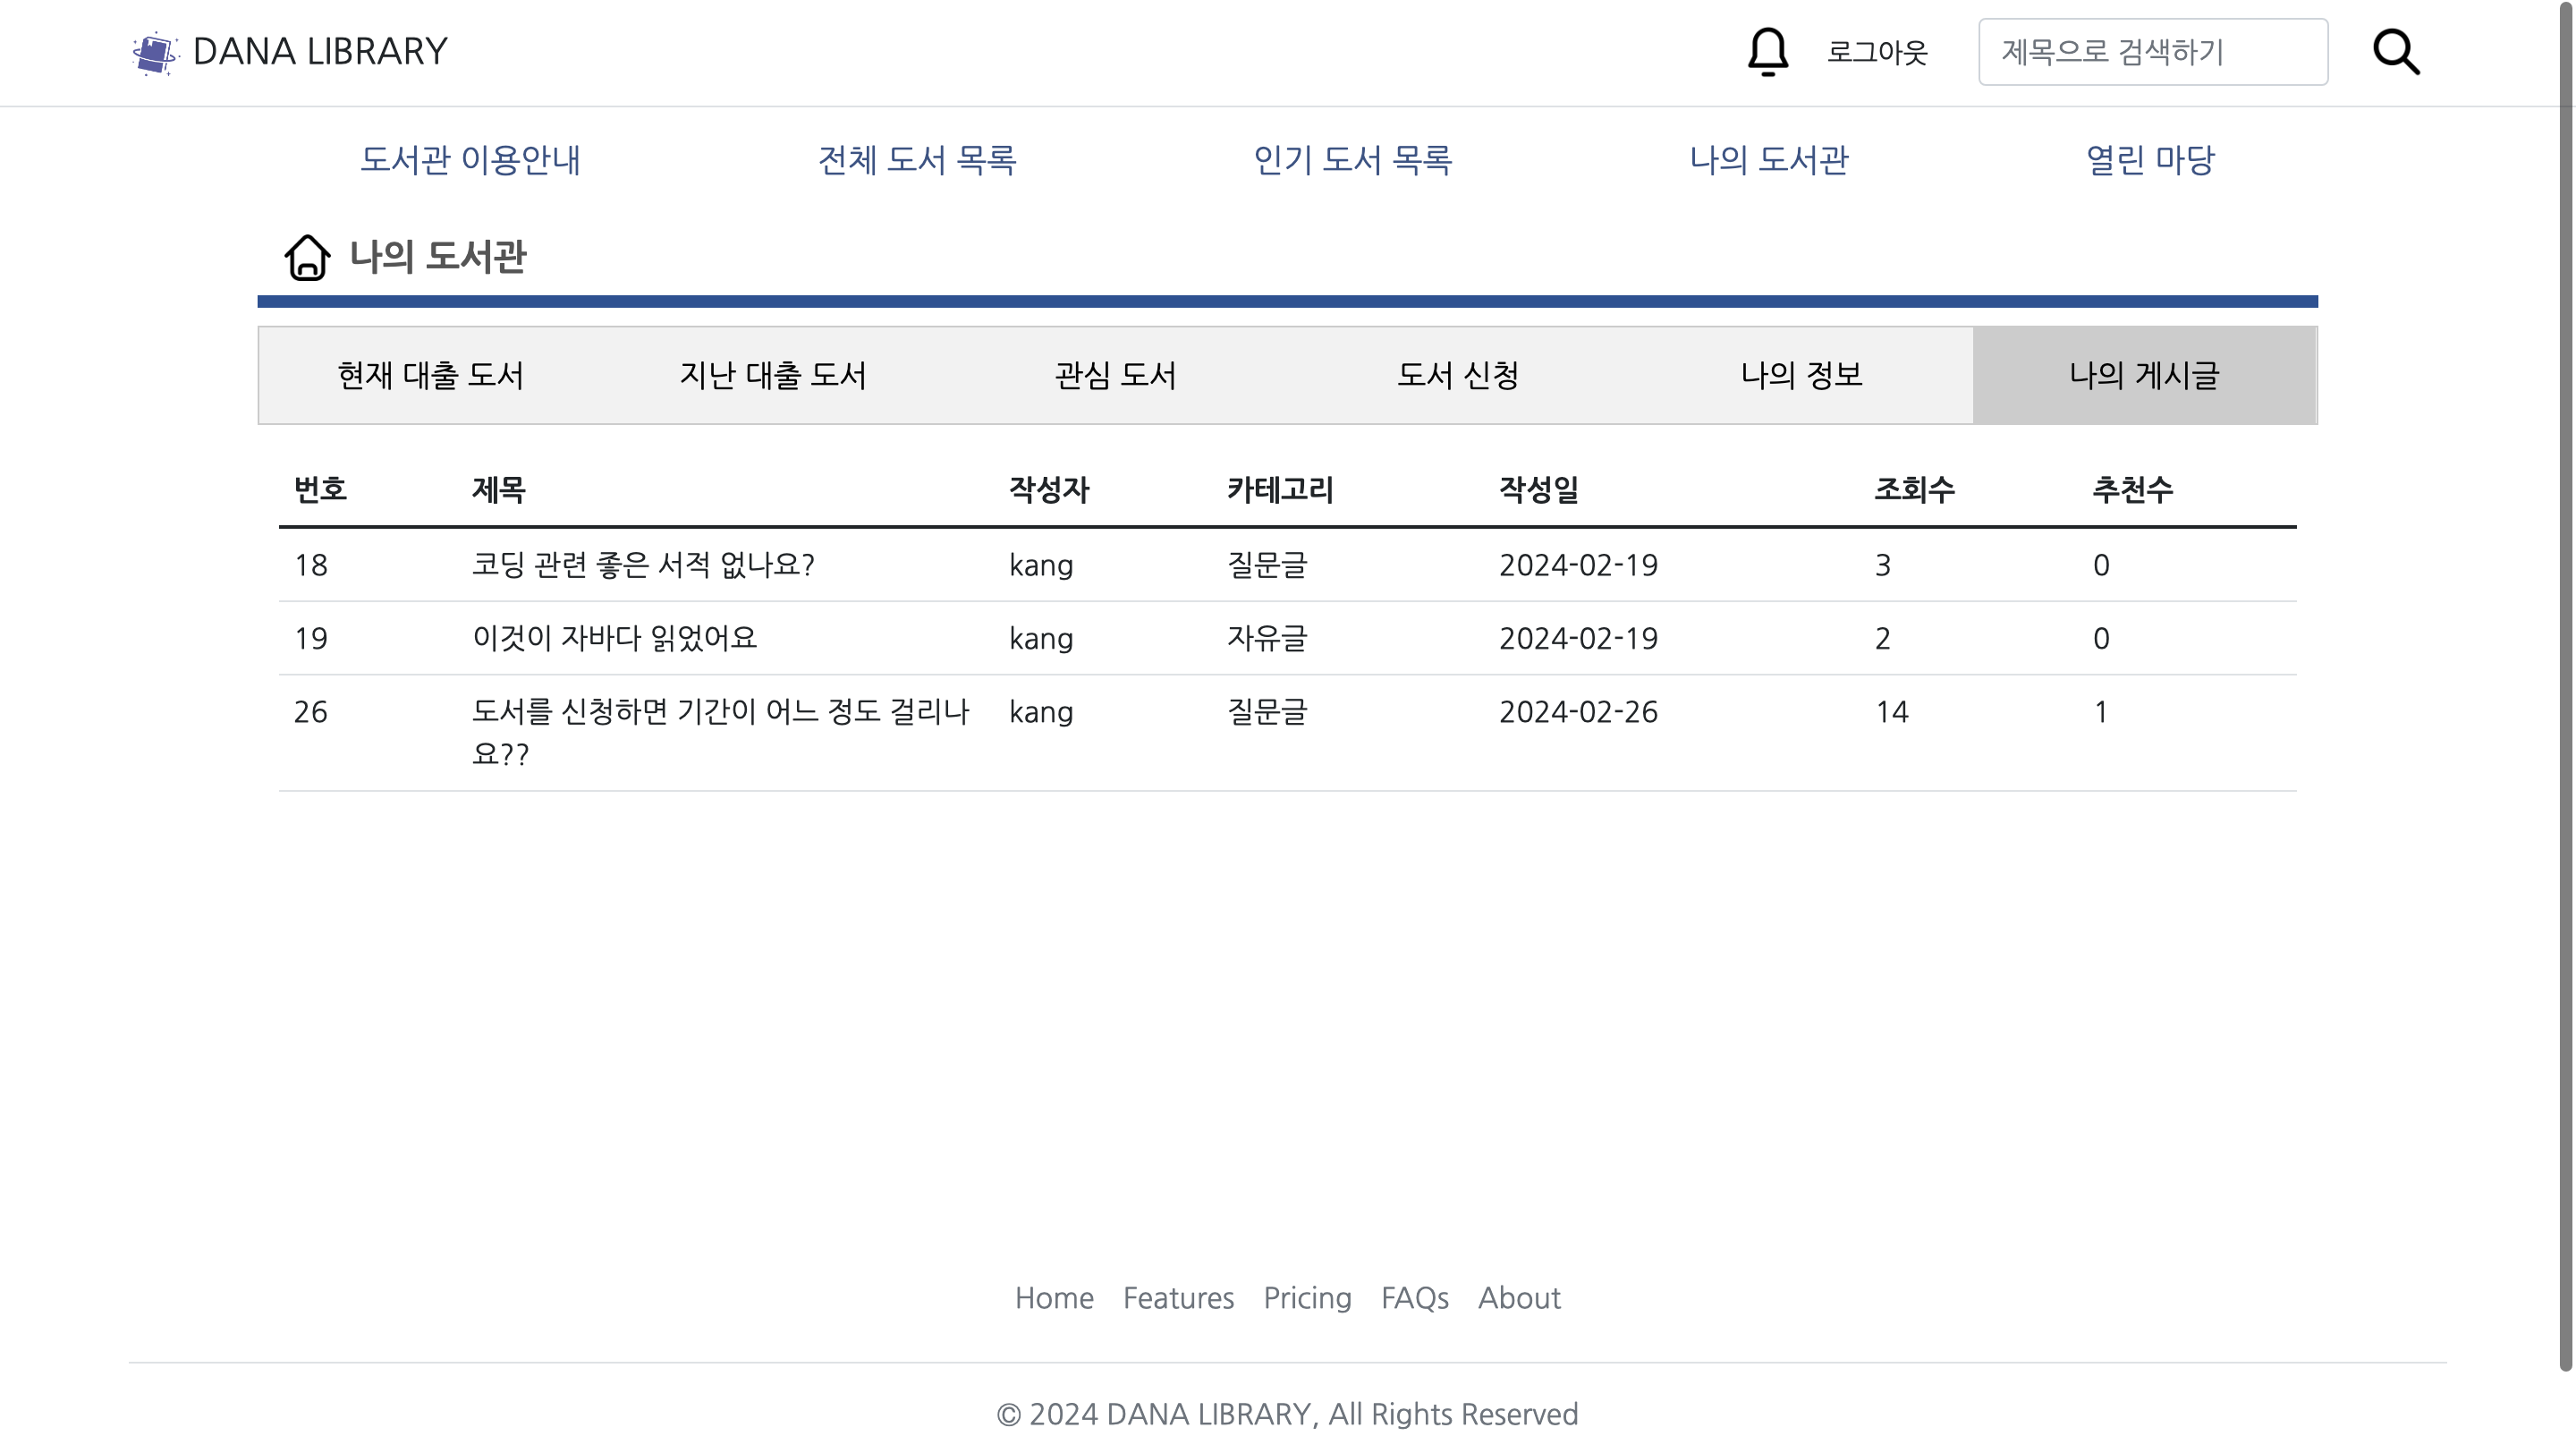 DANA LIBRARY 로그아웃 제목으로 검색하기
도서관 이용안내 전체 도서 목록 인기 도서 목록 나의 도서관 열린 마당
나의 도서관
현재 대출 도서 지난 대출 도서 관심 도서 도서 신청 나의 정보 나의 게시글
번호 제목 작성자 카테고리 작성일 조회수 추천수
18 코딩 관련 좋은 서적 없나요? kang 질문글 2024-02-19 3 0
19 이것이 자바다 읽었어요 kang 자유글 2024-02-19 2 0
26 도서를 신청하면 기간이 어느 정도 걸리나 kang 질문글 2024-02-26 14 1
요??
Home Features Pricing FAQs About
© 2024 DANA LIBRARY, All Rights Reserved